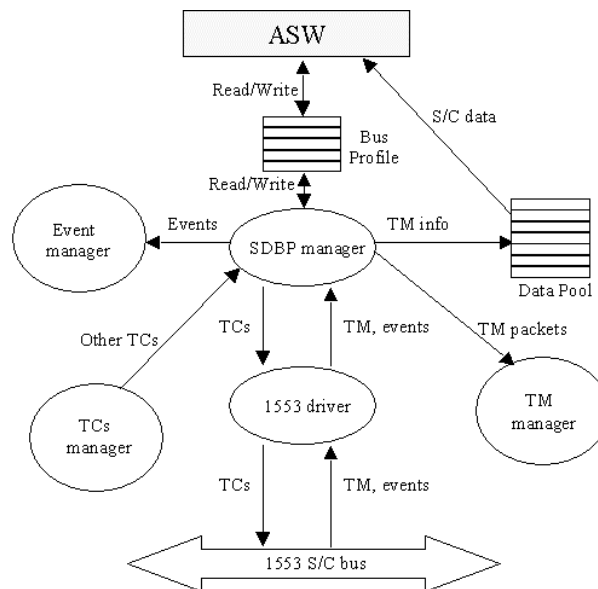 ASW
Read/Write
S/C data
Bus
Profile
Read/Write
Event
manager
Events
SDBP manager
TM info
Data Pool
Other TCs
TCs
TM, events
TM packets
TCs
manager
1553 driver
TM
manager
TCs
TM, events
1553 S/C bus